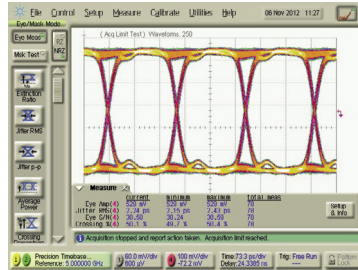 File Control Setup Measure Calibrate Utilities Help 06 Nov 2012 11:27
Eye/Mask Mode
Eye Meas
NRZ
Msk Test
( Acq Limit Test) Waveforms: 250
Extinction Ratio
Jitter RMS
Jitter p-p
Average Power
Crossing
Measure
current minimum maximum total meas
Eye Amp(4) 520 mV 520 mV 520 mV 78
Jitter RMS(4) 2.24 ps 2.15 ps 2.43 ps 78
Eye S/N(4) 30.50 30.24 30.50 78
Crossing %(4) 50.1 % 49.7 % 50.4 % 78
Setup & Info
Acquisition stopped and report action taken. Acquisition limit reached.
Precision Timebase...
Reference: 5.000000 GHz
60.0 mV/div
100 mV/div
-72.2 mV
Time:73.3 ps/div
Delay:24.3385 ns
Trig: Free Run
Pattern Lock